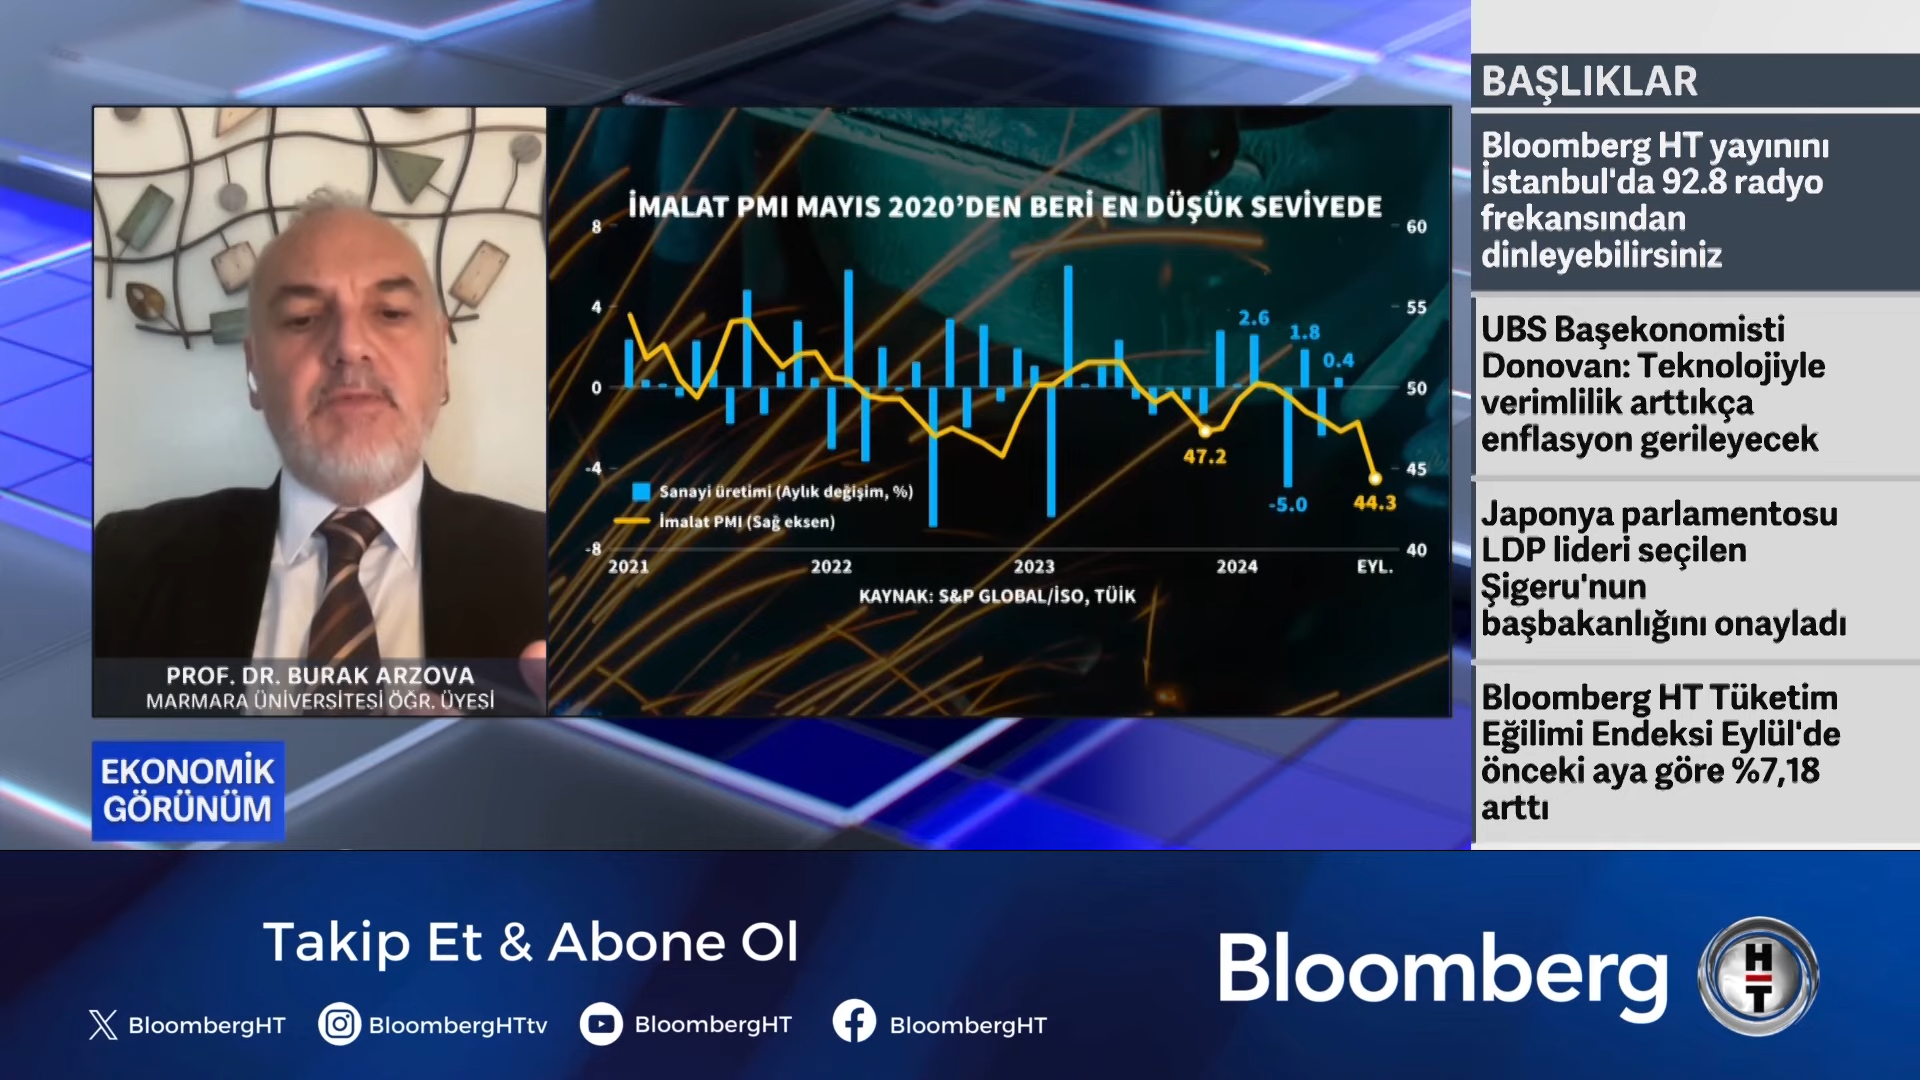 İMALAT PMI MAYIS 2020’DEN BERİ EN DÜŞÜK SEVİYEDE
8
4
0
-4
-8
60
55
50
45
40
2.6
1.8
0.4
47.2
-5.0
44.3
Sanayi üretimi (Aylık değişim, %)
İmalat PMI (Sağ eksen)
2021
2022
2023
2024
EYL.
KAYNAK: S&P GLOBAL/İSO, TÜİK
PROF. DR. BURAK ARZOVA
MARMARA ÜNİVERSİTESİ ÖĞR. ÜYESİ
EKONOMİK
GÖRÜNÜM
BAŞLIKLAR
Bloomberg HT yayınını
İstanbul'da 92.8 radyo
frekansından
dinleyebilirsiniz
UBS Başekonomisti
Donovan: Teknolojiyle
verimlilik arttıkça
enflasyon gerileyecek
Japonya parlamentosu
LDP lideri seçilen
Şigeru'nun
başbakanlığını onayladı
Bloomberg HT Tüketim
Eğilimi Endeksi Eylül'de
önceki aya göre %7,18
arttı
Takip Et & Abone Ol
BloombergHT
BloombergHTtv
BloombergHT
BloombergHT
Bloomberg
HT